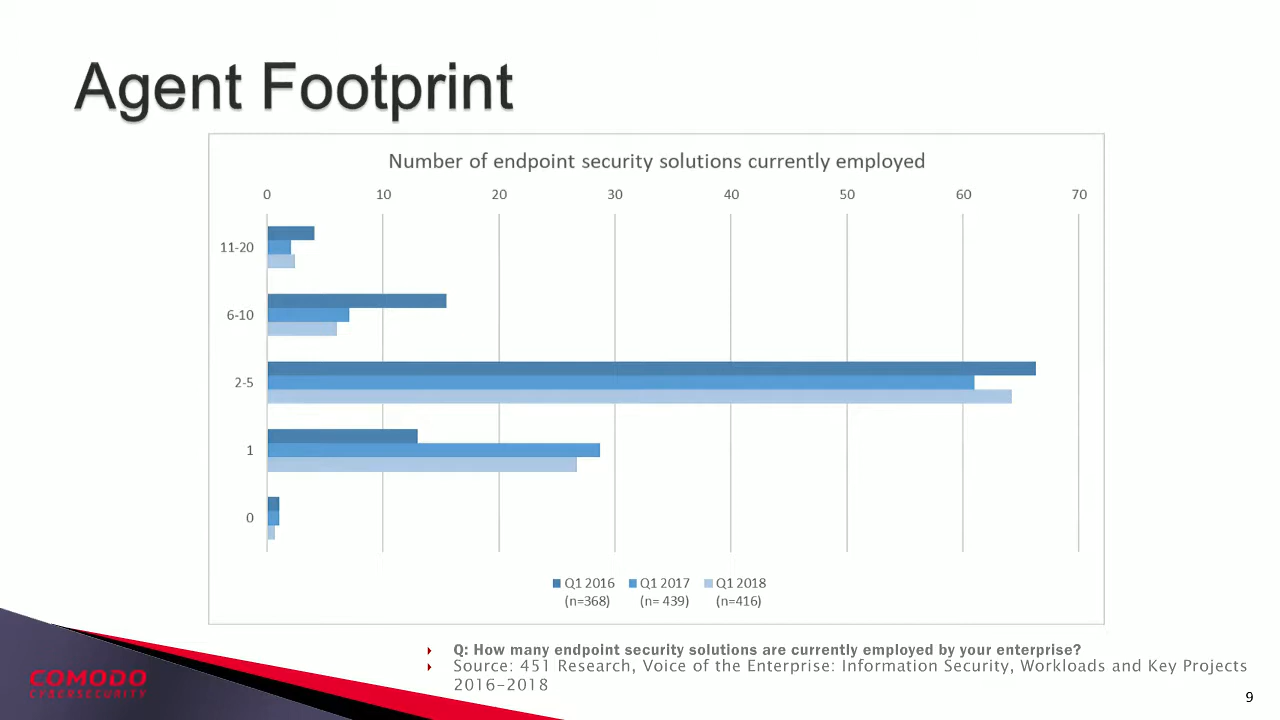 Agent Footprint
Number of endpoint security solutions currently employed
0 10 20 30 40 50 60 70
11-20
6-10
2-5
1
0
Q1 2016 Q1 2017 Q1 2018
(n=368) (n= 439) (n=416)
Q: How many endpoint security solutions are currently employed by your enterprise?
Source: 451 Research, Voice of the Enterprise: Information Security, Workloads and Key Projects
2016-2018
COMODO
CYBERSECURITY
9